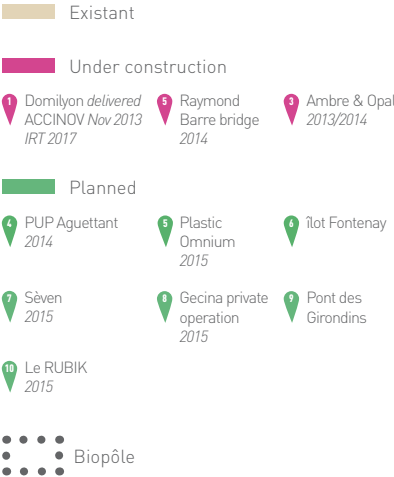 Existant
Under construction
1 Domilyon delivered
ACCINOV Nov 2013
IRT 2017
5 Raymond
Barre bridge
2014
3 Ambre & Opal
2013/2014
Planned
4 PUP Aguettant
2014
5 Plastic
Omnium
2015
6 îlot Fontenay
7 Sèven
2015
8 Gecina private
operation
2015
9 Pont des
Girondins
10 Le RUBIK
2015
Biopôle